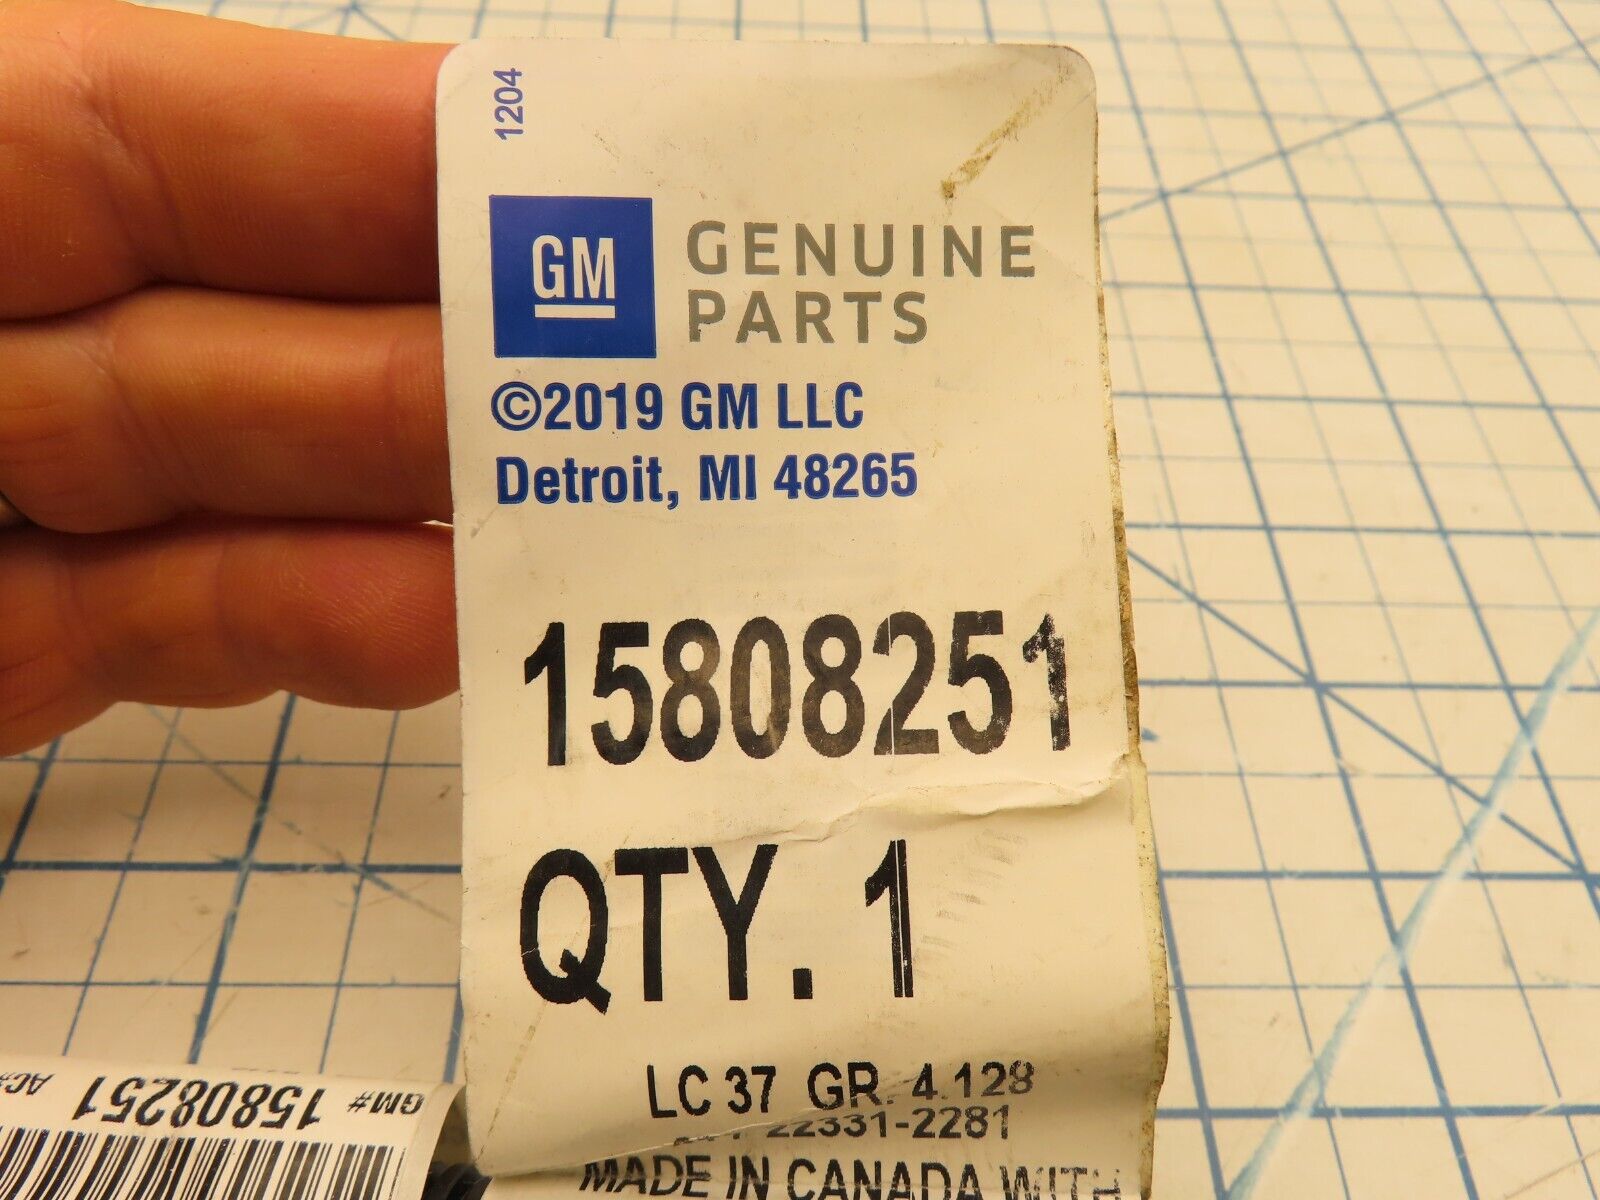 1204
GM
GENUINE
PARTS
©2019 GM LLC
Detroit, MI 48265
15808251
QTY. 1
LC 37 GR. 4.128
22331-2281
MADE IN CANADA WITH
GM# 15808251